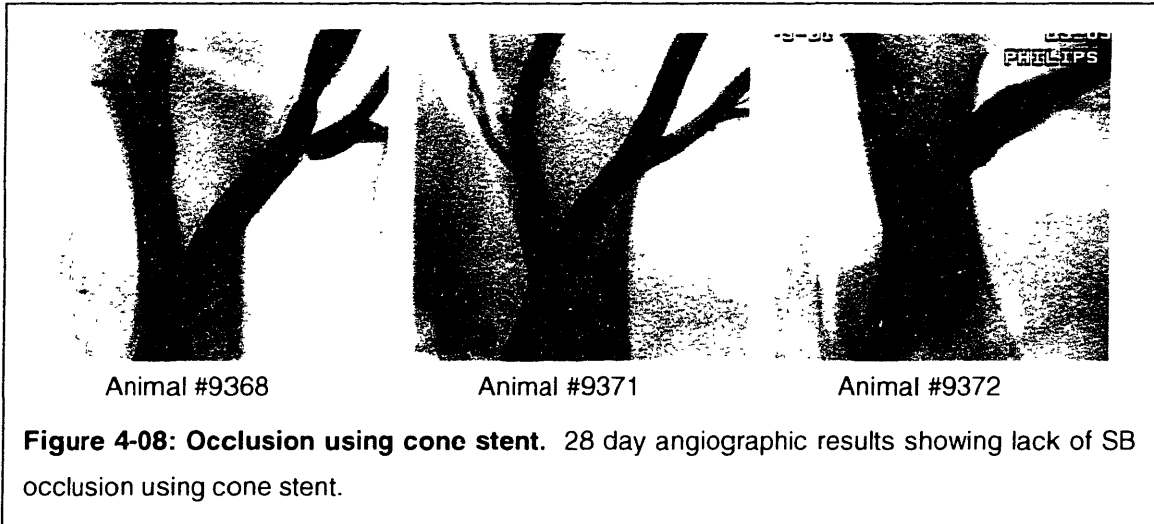 PHILIPS
Animal #9368
Animal #9371
Animal #9372
Figure 4-08: Occlusion using cone stent. 28 day angiographic results showing lack of SB
occlusion using cone stent.